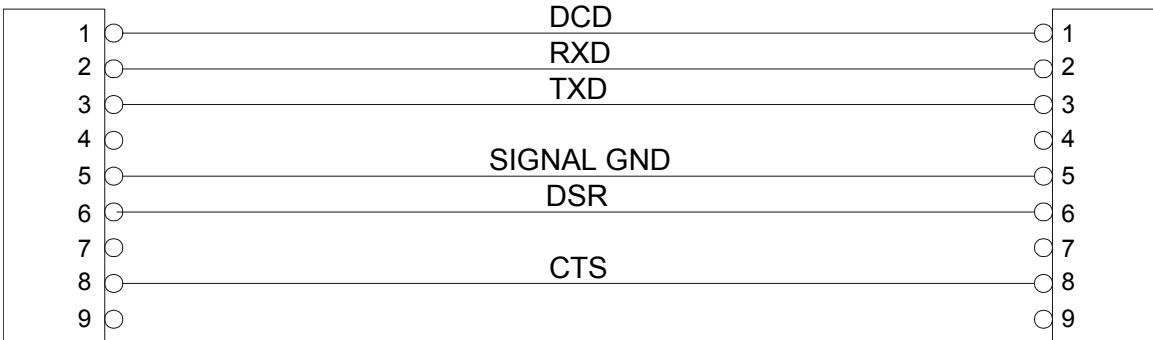 DCD
1 1
RXD
2 2
TXD
3 3
4 4
SIGNAL GND
5 5
DSR
6 6
7 7
CTS
8 8
9 9